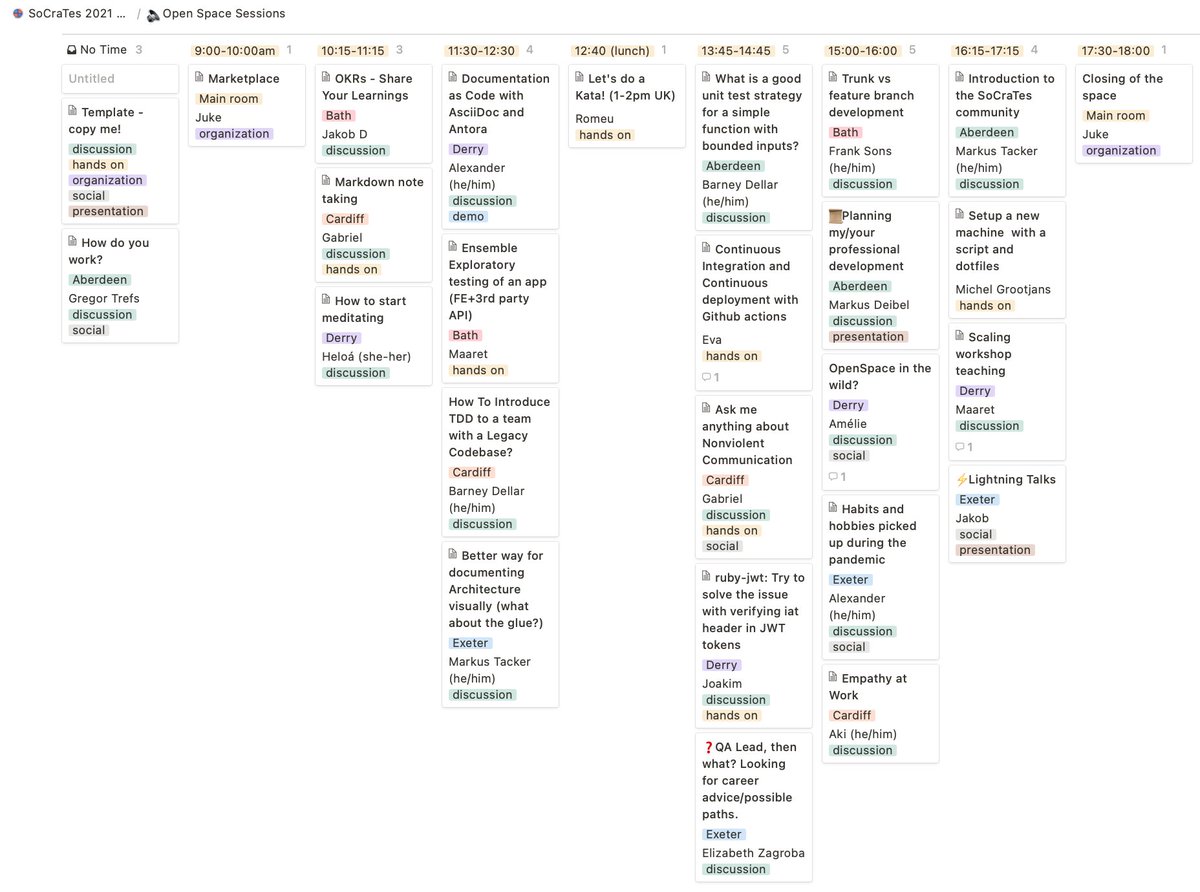 SoCraTes 2021 ... / Open Space Sessions
No Time 3
Untitled
Template -
copy me!
discussion
hands on
organization
social
presentation
How do you
work?
Aberdeen
Gregor Trefs
discussion
social
9:00-10:00am 1
Marketplace
Main room
Juke
organization
10:15-11:15 3
OKRs - Share
Your Learnings
Bath
Jakob D
discussion
Markdown note
taking
Cardiff
Gabriel
discussion
hands on
How to start
meditating
Derry
Heloá (she-her)
discussion
11:30-12:30 4
Documentation
as Code with
AsciiDoc and
Antora
Derry
Alexander
(he/him)
discussion
demo
Ensemble
Exploratory
testing of an app
(FE+3rd party
API)
Bath
Maaret
hands on
How To Introduce
TDD to a team
with a Legacy
Codebase?
Cardiff
Barney Dellar
(he/him)
discussion
Better way for
documenting
Architecture
visually (what
about the glue?)
Exeter
Markus Tacker
(he/him)
discussion
12:40 (lunch) 1
Let's do a
Kata! (1-2pm UK)
Romeu
hands on
13:45-14:45 5
What is a good
unit test strategy
for a simple
function with
bounded inputs?
Aberdeen
Barney Dellar
(he/him)
discussion
Continuous
Integration and
Continuous
deployment with
Github actions
Eva
hands on
1
Ask me
anything about
Nonviolent
Communication
Cardiff
Gabriel
discussion
hands on
social
ruby-jwt: Try to
solve the issue
with verifying iat
header in JWT
tokens
Derry
Joakim
discussion
hands on
❓QA Lead, then
what? Looking
for career
advice/possible
paths.
Exeter
Elizabeth Zagroba
discussion
15:00-16:00 5
Trunk vs
feature branch
development
Bath
Frank Sons
(he/him)
discussion
Planning
my/your
professional
development
Aberdeen
Markus Deibel
discussion
presentation
OpenSpace in the
wild?
Derry
Amélie
discussion
social
1
Habits and
hobbies picked
up during the
pandemic
Exeter
Alexander
(he/him)
discussion
social
Empathy at
Work
Cardiff
Aki (he/him)
discussion
16:15-17:15 4
Introduction to
the SoCraTes
community
Aberdeen
Markus Tacker
(he/him)
discussion
Setup a new
machine with a
script and
dotfiles
Michel Grootjans
hands on
Scaling
workshop
teaching
Derry
Maaret
discussion
1
⚡Lightning Talks
Exeter
Jakob
social
presentation
17:30-18:00 1
Closing of the
space
Main room
Juke
organization